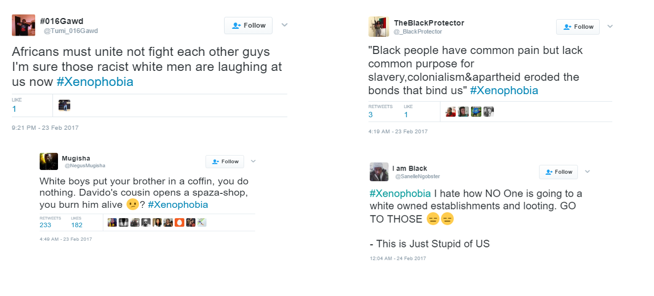 #016Gawd
@Tumi_016Gawd
Follow
Africans must unite not fight each other guys
I'm sure those racist white men are laughing at
us now #Xenophobia
LIKE
1
9:21 PM - 23 Feb 2017
TheBlackProtector
@_BlackProtector
Follow
"Black people have common pain but lack
common purpose for
slavery,colonialism&apartheid eroded the
bonds that bind us" #Xenophobia
RETWEETS LIKE
3 1
4:19 AM - 23 Feb 2017
Mugisha
Follow
White boys put your brother in a coffin, you do
nothing. Davido's cousin opens a spaza-shop,
you burn him alive 😕? #Xenophobia
RETWEETS LIKES
233 182
4:46 AM - 23 Feb 2017
I am Black
Follow
#Xenophobia I hate how NO One is going to a
white owned establishments and looting. GO
TO THOSE 😑😑
- This is Just Stupid of US
12:04 AM - 24 Feb 2017